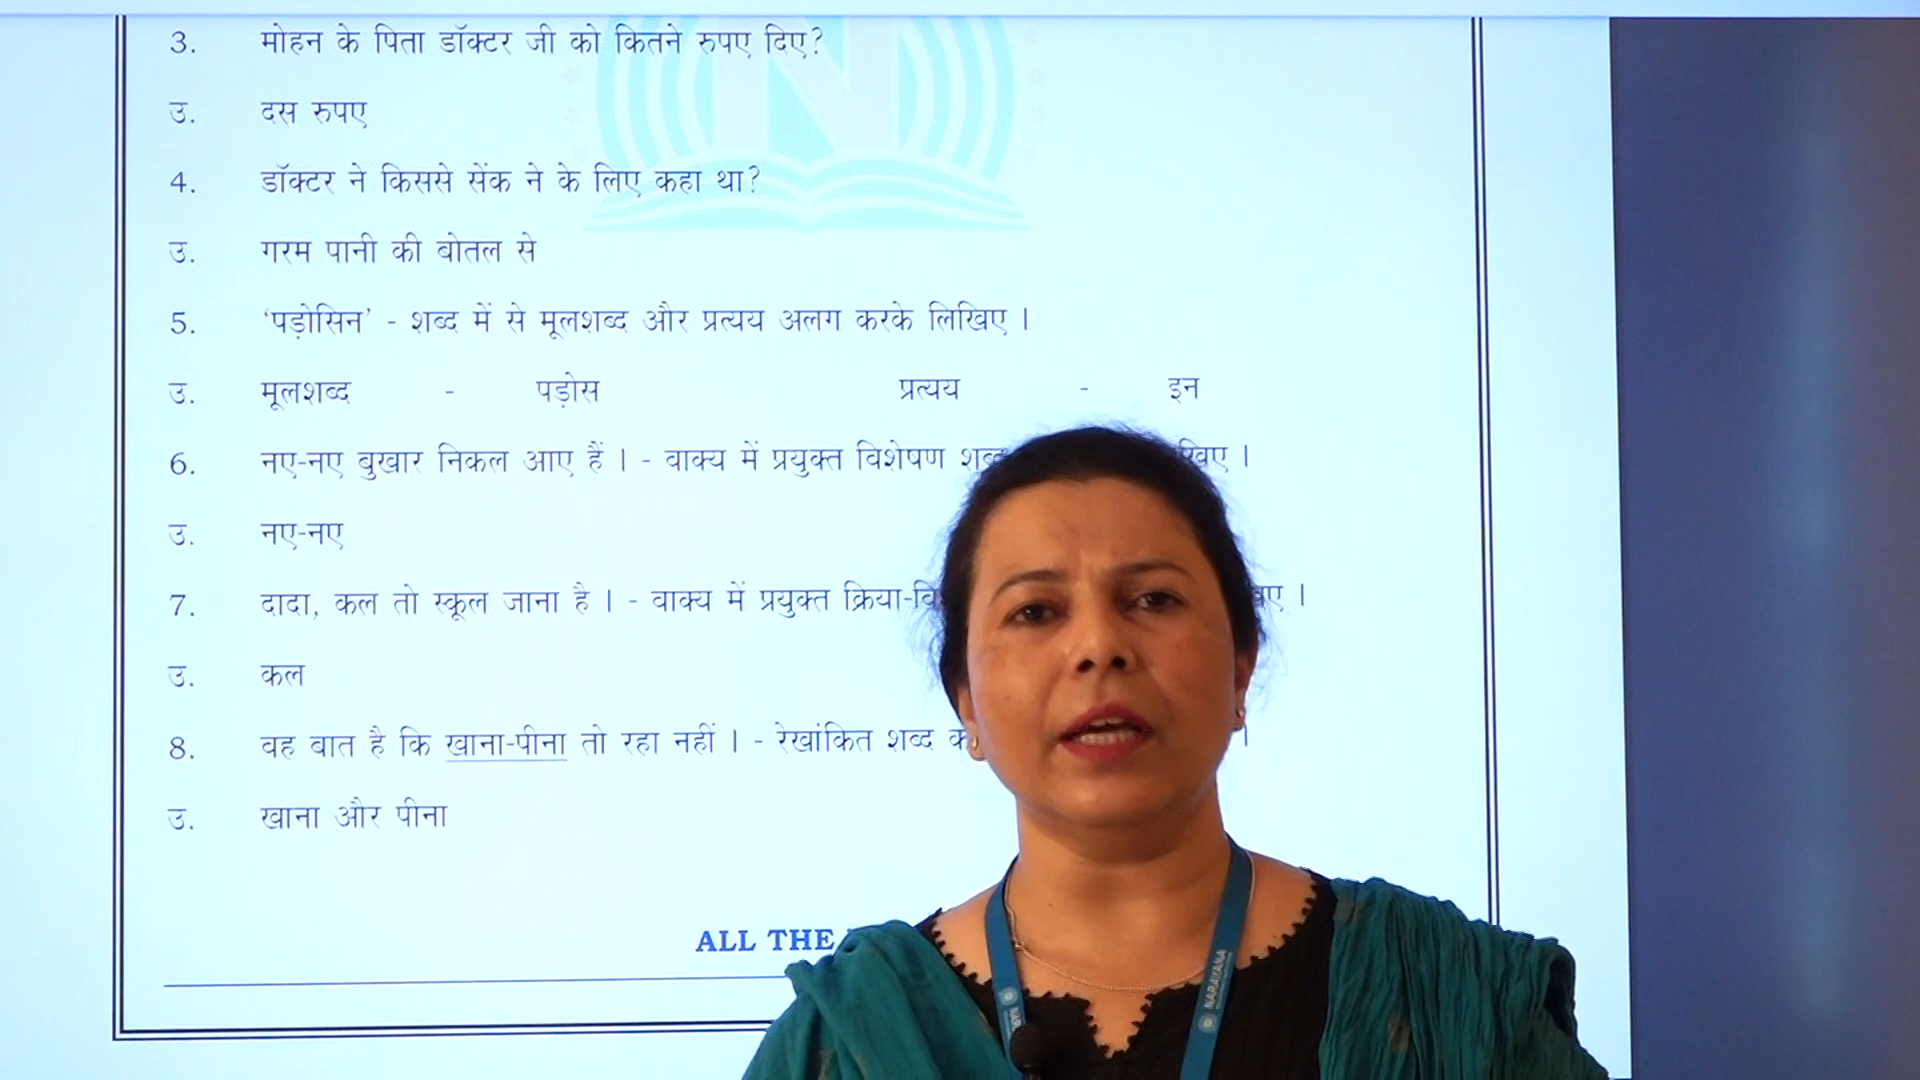 3. मोहन के पिता डॉक्टर जी को कितने रुपए दिए?
उ. दस रुपए
4. डॉक्टर ने किससे सेंक ने के लिए कहा था?
उ. गरम पानी की बोतल से
5. ‘पड़ोसिन’ - शब्द में से मूलशब्द और प्रत्यय अलग करके लिखिए ।
उ. मूलशब्द - पड़ोस प्रत्यय - इन
6. नए-नए बुखार निकल आए हैं । - वाक्य में प्रयुक्त विशेषण ।
उ. नए-नए
7. दादा, कल तो स्कूल जाना है । - वाक्य में प्रयुक्त ।
उ. कल
8. वह बात है कि खाना-पीना तो रहा नहीं । - रेखांकित शब्द ।
उ. खाना और पीना
ALL THE
NARAYANA